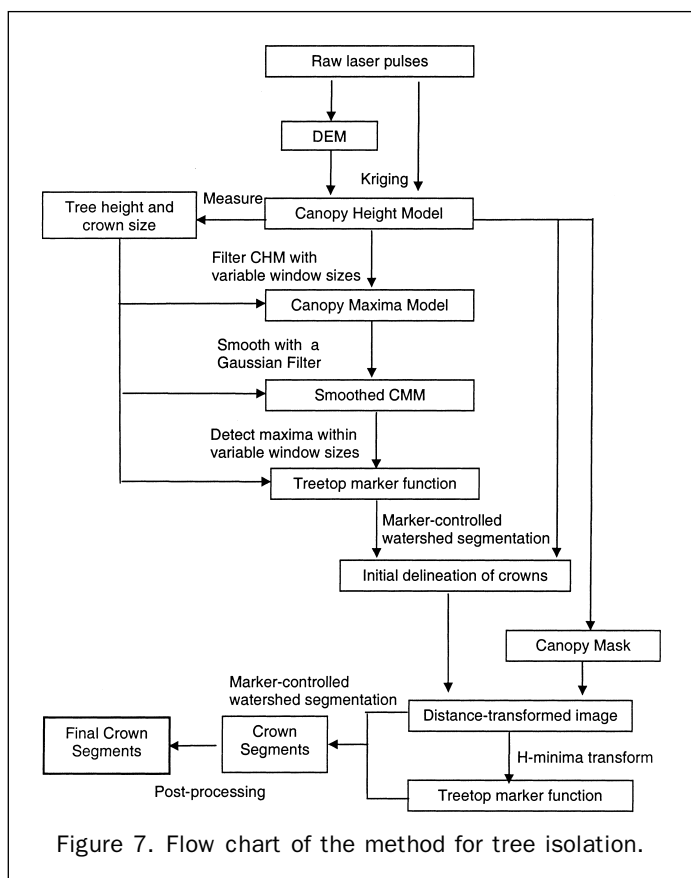 Raw laser pulses
DEM
Kriging
Measure
Tree height and
crown size
Canopy Height Model
Filter CHM with
variable window sizes
Canopy Maxima Model
Smooth with a
Gaussian Filter
Smoothed CMM
Detect maxima within
variable window sizes
Treetop marker function
Marker-controlled
watershed segmentation
Initial delineation of crowns
Canopy Mask
Marker-controlled
watershed segmentation
Distance-transformed image
Final Crown
Segments
Crown
Segments
H-minima transform
Post-processing
Treetop marker function
Figure 7. Flow chart of the method for tree isolation.